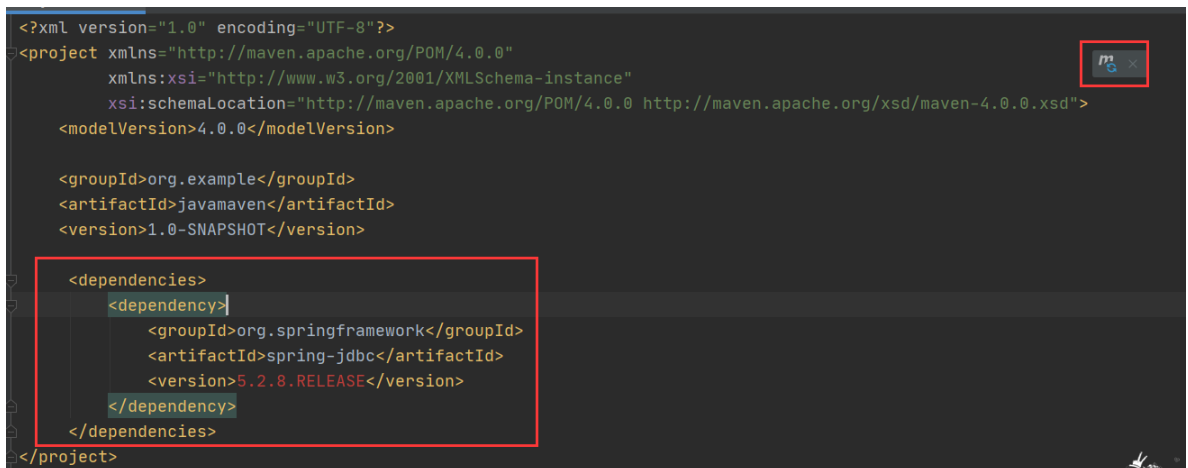 <?xml version="1.0" encoding="UTF-8"?>
<project xmlns="http://maven.apache.org/POM/4.0.0"
         xmlns:xsi="http://www.w3.org/2001/XMLSchema-instance"
         xsi:schemaLocation="http://maven.apache.org/POM/4.0.0 http://maven.apache.org/xsd/maven-4.0.0.xsd">
    <modelVersion>4.0.0</modelVersion>
    <groupId>org.example</groupId>
    <artifactId>javamaven</artifactId>
    <version>1.0-SNAPSHOT</version>
     <dependencies>
         <dependency>
             <groupId>org.springframework</groupId>
             <artifactId>spring-jdbc</artifactId>
             <version>5.2.8.RELEASE</version>
         </dependency>
     </dependencies>
</project>
m